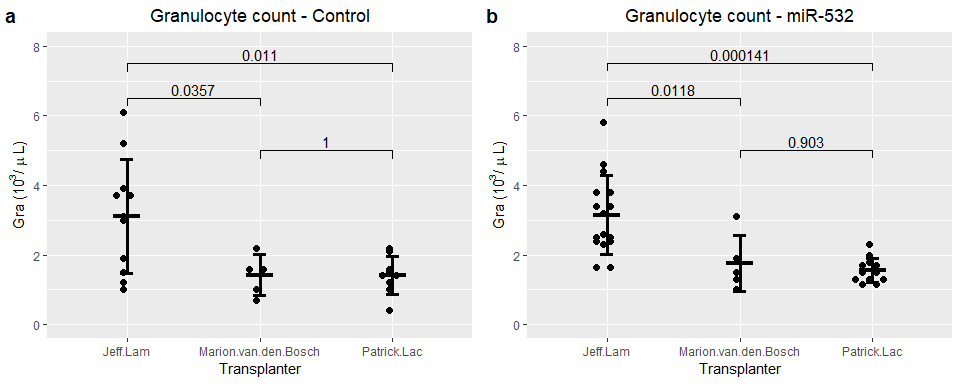 a
Granulocyte count - Control
8
6
4
2
0
Gra (10³/ μ L)
0.011
0.0357
1
Jeff.Lam
Marion.van.den.Bosch
Patrick.Lac
Transplanter
b
Granulocyte count - miR-532
8
6
4
2
0
Gra (10³/ μ L)
0.000141
0.0118
0.903
Jeff.Lam
Marion.van.den.Bosch
Patrick.Lac
Transplanter